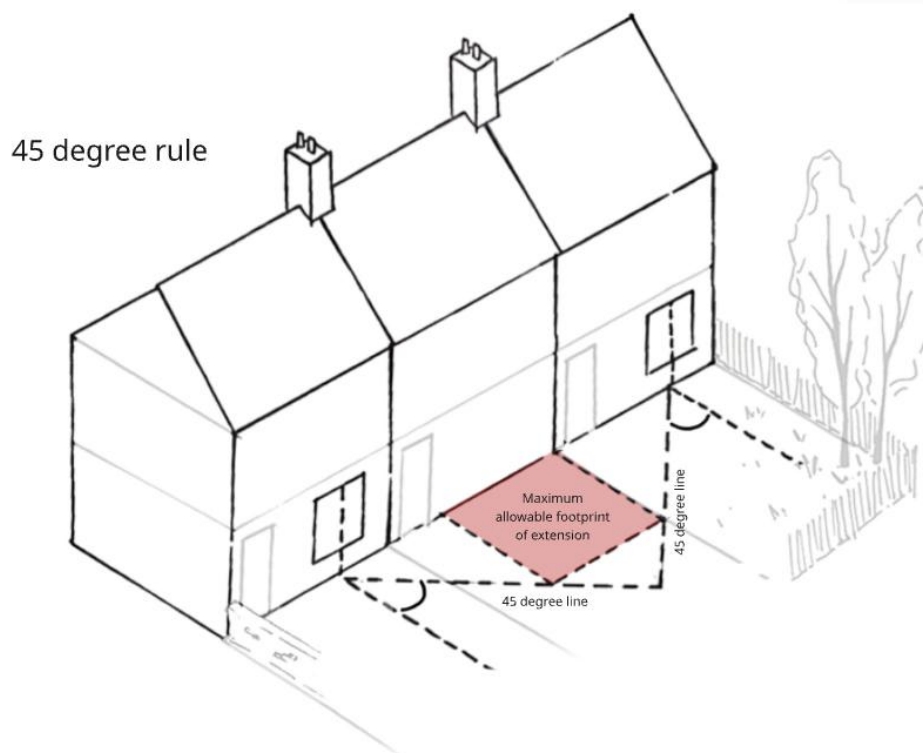 45 degree rule
Maximum
allowable footprint
of extension
45 degree line
45 degree line